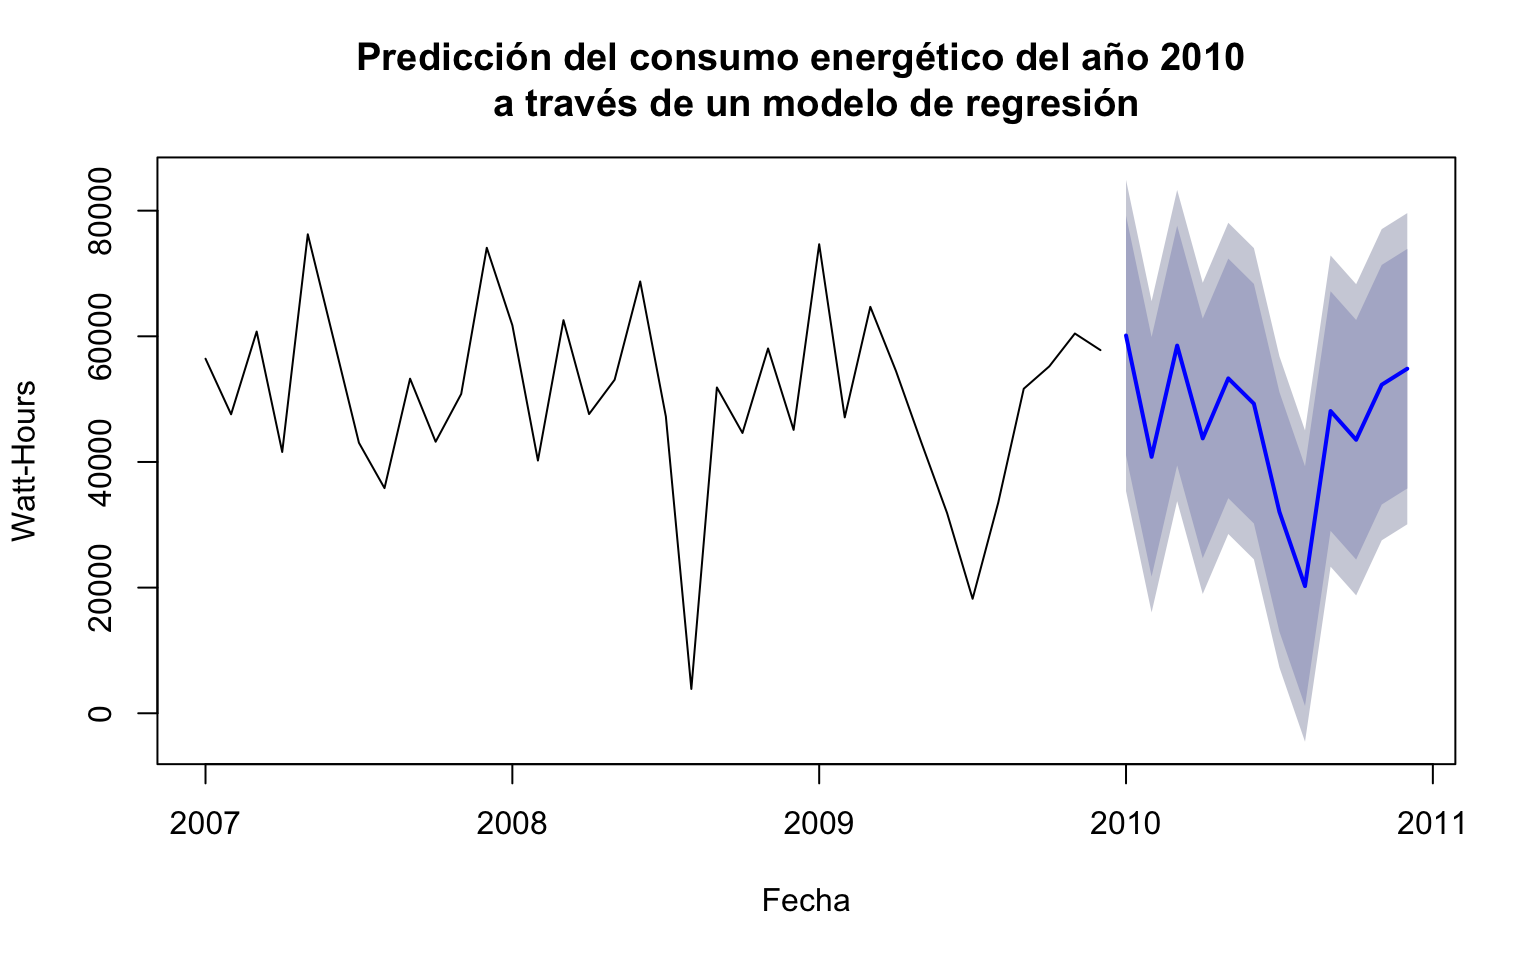 Predicción del consumo energético del año 2010
a través de un modelo de regresión
Watt-Hours
80000
60000
40000
20000
0
2007 2008 2009 2010 2011
Fecha